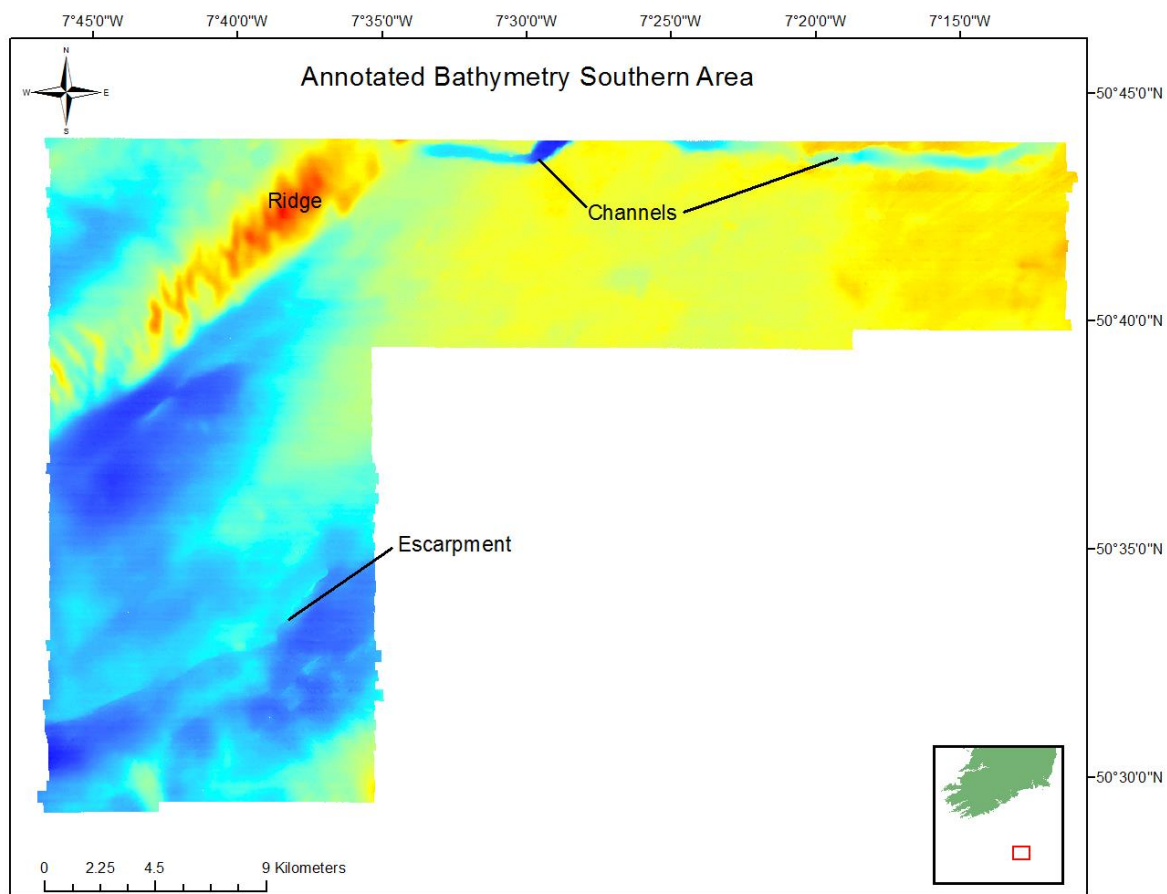 7°45'0"W 7°40'0"W 7°35'0"W 7°30'0"W 7°25'0"W 7°20'0"W 7°15'0"W
N
W E
S
Annotated Bathymetry Southern Area
50°45'0"N
Ridge
Channels
50°40'0"N
Escarpment
50°35'0"N
50°30'0"N
0 2.25 4.5 9 Kilometers